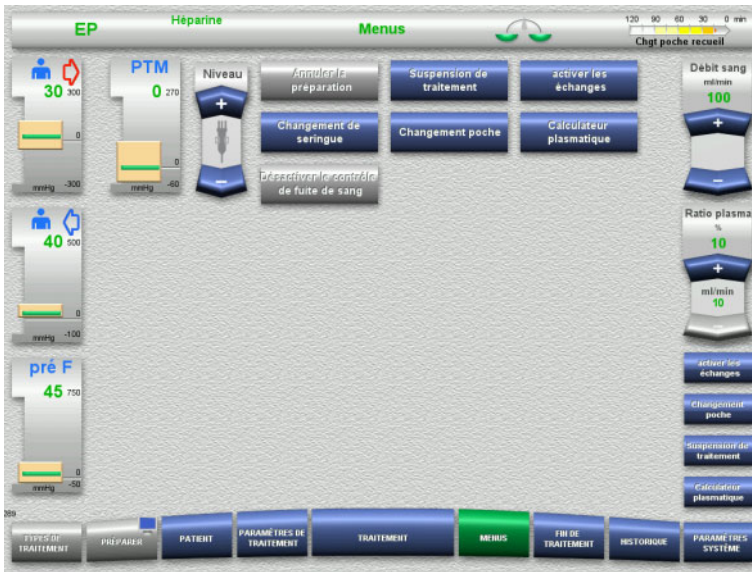 EP
Héparine
Menus
120 90 60 30 0 min
Chgt poche recueil
30 300
0
mmHg -300
PTM
0 270
0
mmHg -60
Niveau
+
–
Annuler la
préparation
Suspension de
traitement
activer les
échanges
Changement de
seringue
Changement poche
Calculateur
plasmatique
Désactiver le contrôle
de fuite de sang
Débit sang
ml/min
100
+
–
40 500
0
mmHg -100
Ratio plasma
%
10
+
ml/min
10
–
pré F
45 750
0
mmHg -50
activer les
échanges
Changement
poche
Suspension de
traitement
Calculateur
plasmatique
289
TYPES DE
TRAITEMENT
PRÉPARER
PATIENT
PARAMÈTRES DE
TRAITEMENT
TRAITEMENT
MENUS
FIN DE
TRAITEMENT
HISTORIQUE
PARAMÈTRES
SYSTÈME